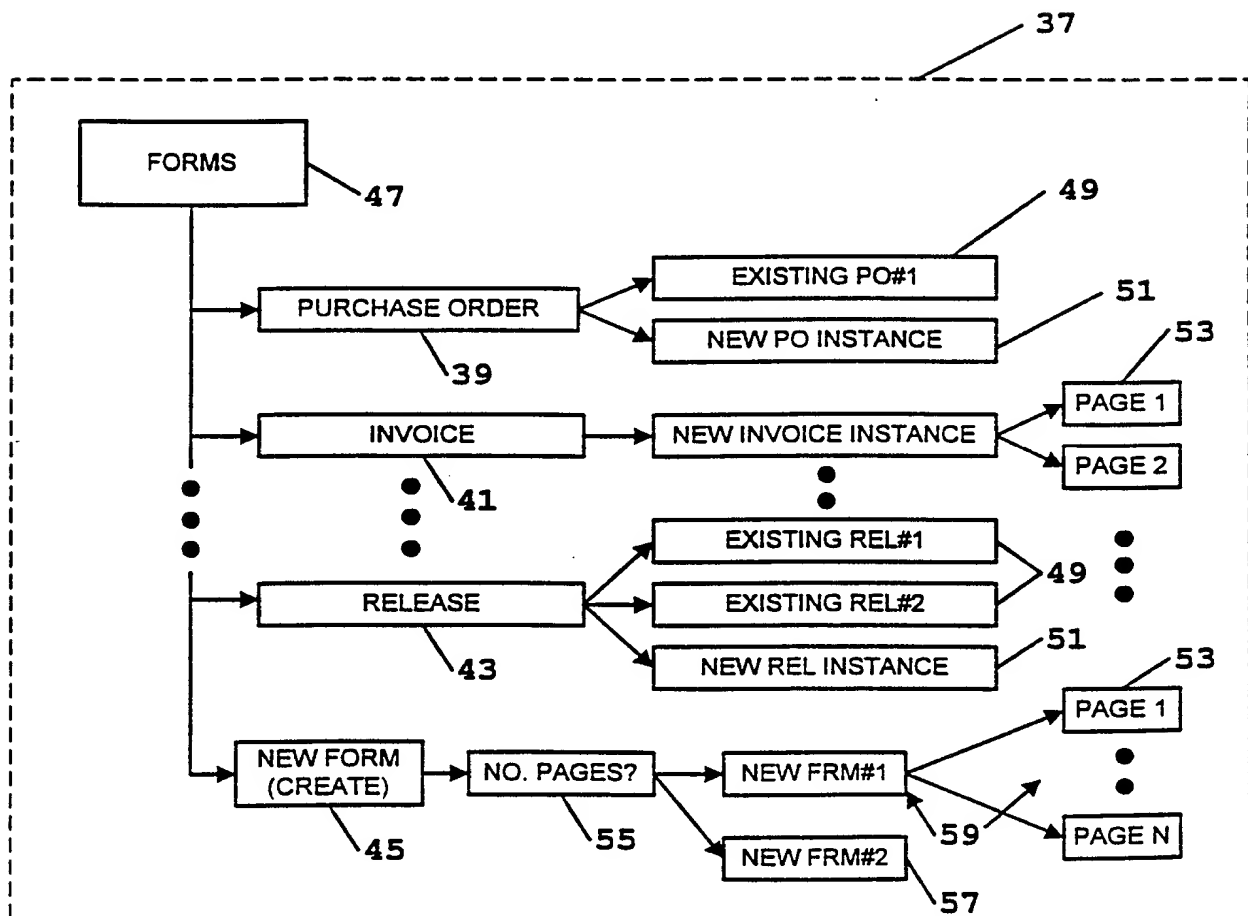 37
FORMS
47
49
EXISTING PO#1
PURCHASE ORDER
51
NEW PO INSTANCE
39
53
PAGE 1
INVOICE
NEW INVOICE INSTANCE
41
PAGE 2
EXISTING REL#1
49
RELEASE
EXISTING REL#2
43
51
NEW REL INSTANCE
53
PAGE 1
NEW FORM
(CREATE)
NO. PAGES?
NEW FRM#1
45
55
59
PAGE N
NEW FRM#2
57